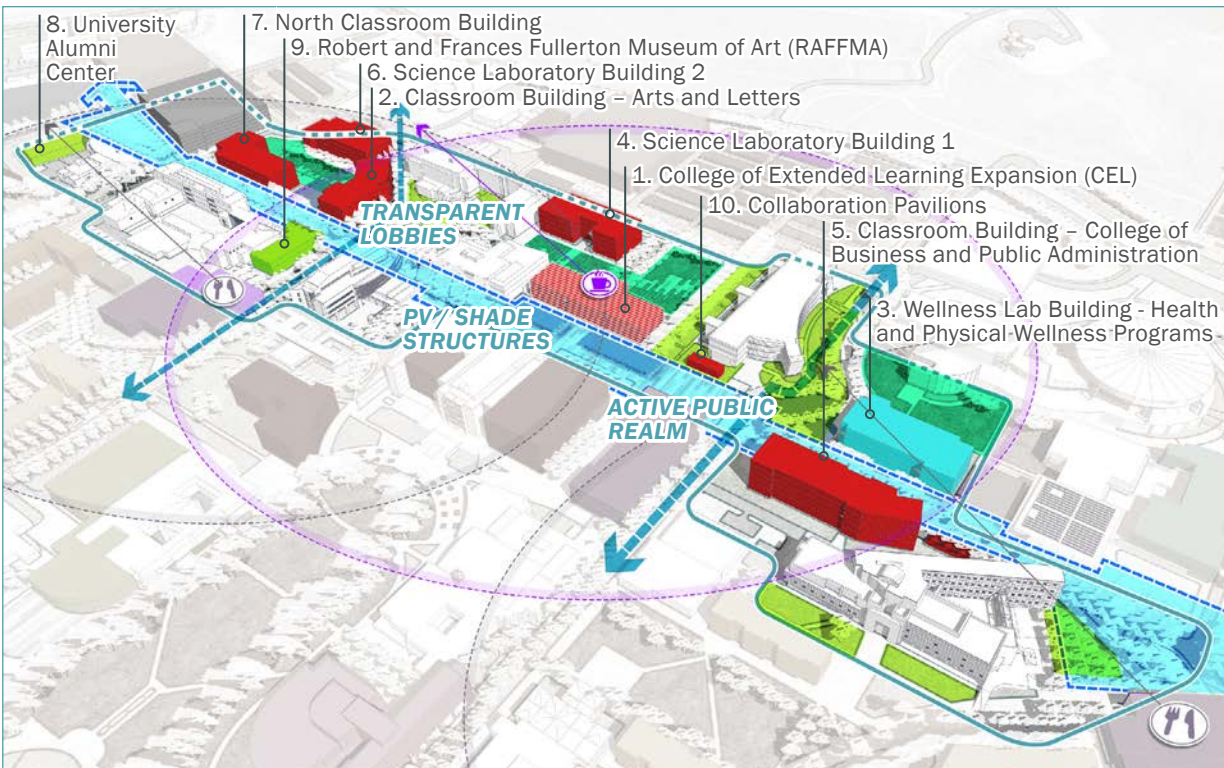 8. University
Alumni
Center
7. North Classroom Building
9. Robert and Frances Fullerton Museum of Art (RAFFMA)
6. Science Laboratory Building 2
2. Classroom Building – Arts and Letters
4. Science Laboratory Building 1
1. College of Extended Learning Expansion (CEL)
10. Collaboration Pavilions
5. Classroom Building – College of
Business and Public Administration
3. Wellness Lab Building - Health
and Physical Wellness Programs
TRANSPARENT
LOBBIES
PV / SHADE
STRUCTURES
ACTIVE PUBLIC
REALM